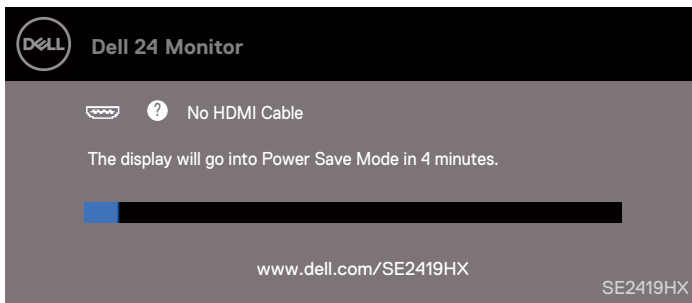 DELL
Dell 24 Monitor
? No HDMI Cable
The display will go into Power Save Mode in 4 minutes.
www.dell.com/SE2419HX
SE2419HX